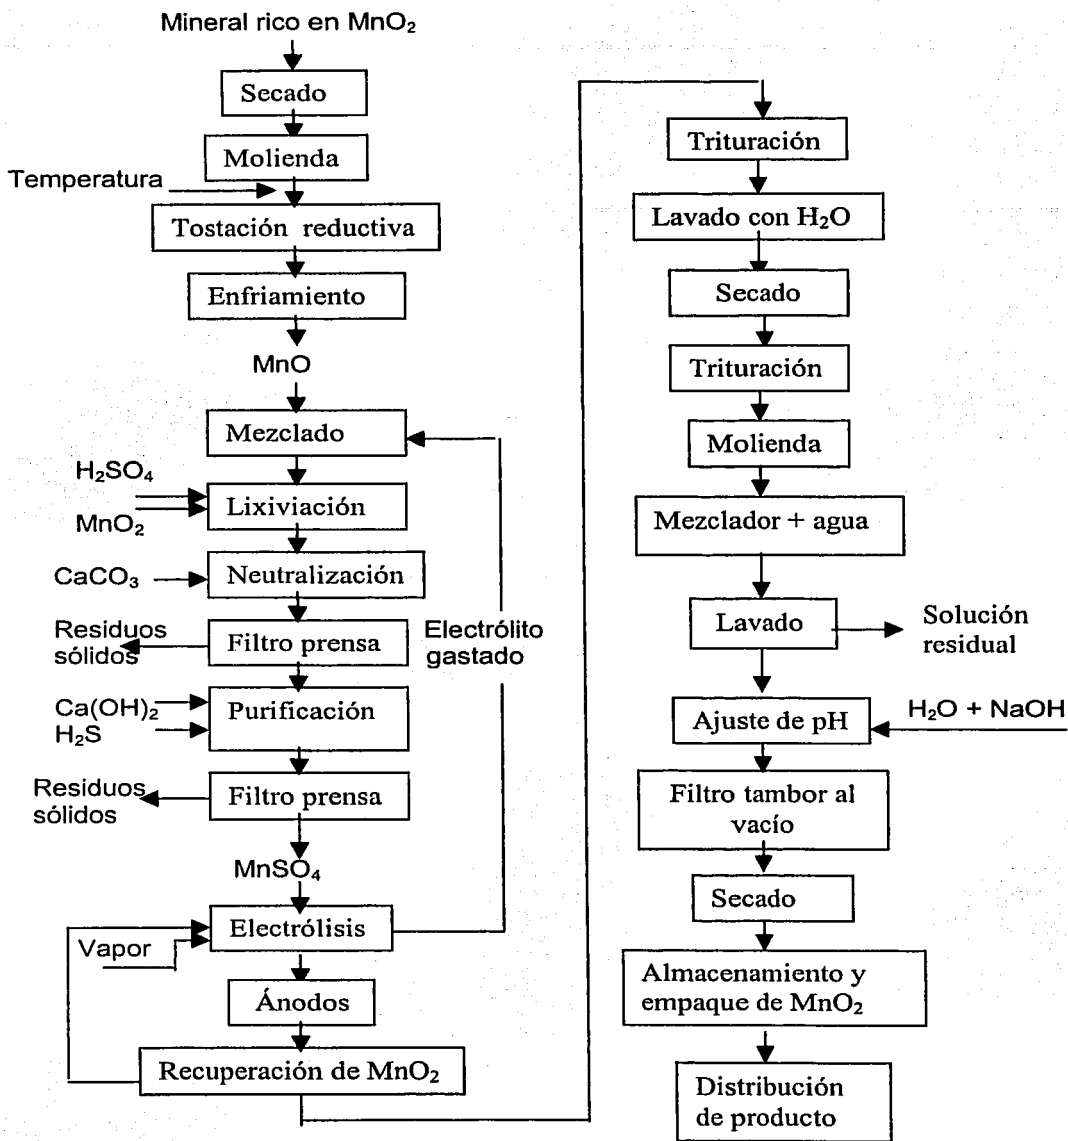 Mineral rico en MnO₂
Secado
Molienda
Temperatura
Tostación reductiva
Enfriamiento
MnO
Mezclado
H₂SO₄
MnO₂
Lixiviación
CaCO₃
Neutralización
Residuos
sólidos
Filtro prensa
Electrólito
gastado
Ca(OH)₂
H₂S
Purificación
Residuos
sólidos
Filtro prensa
MnSO₄
Electrólisis
Vapor
Ánodos
Recuperación de MnO₂
Trituración
Lavado con H₂O
Secado
Trituración
Molienda
Mezclador + agua
Lavado
Solución
residual
Ajuste de pH
H₂O + NaOH
Filtro tambor al
vacío
Secado
Almacenamiento y
empaque de MnO₂
Distribución
de producto